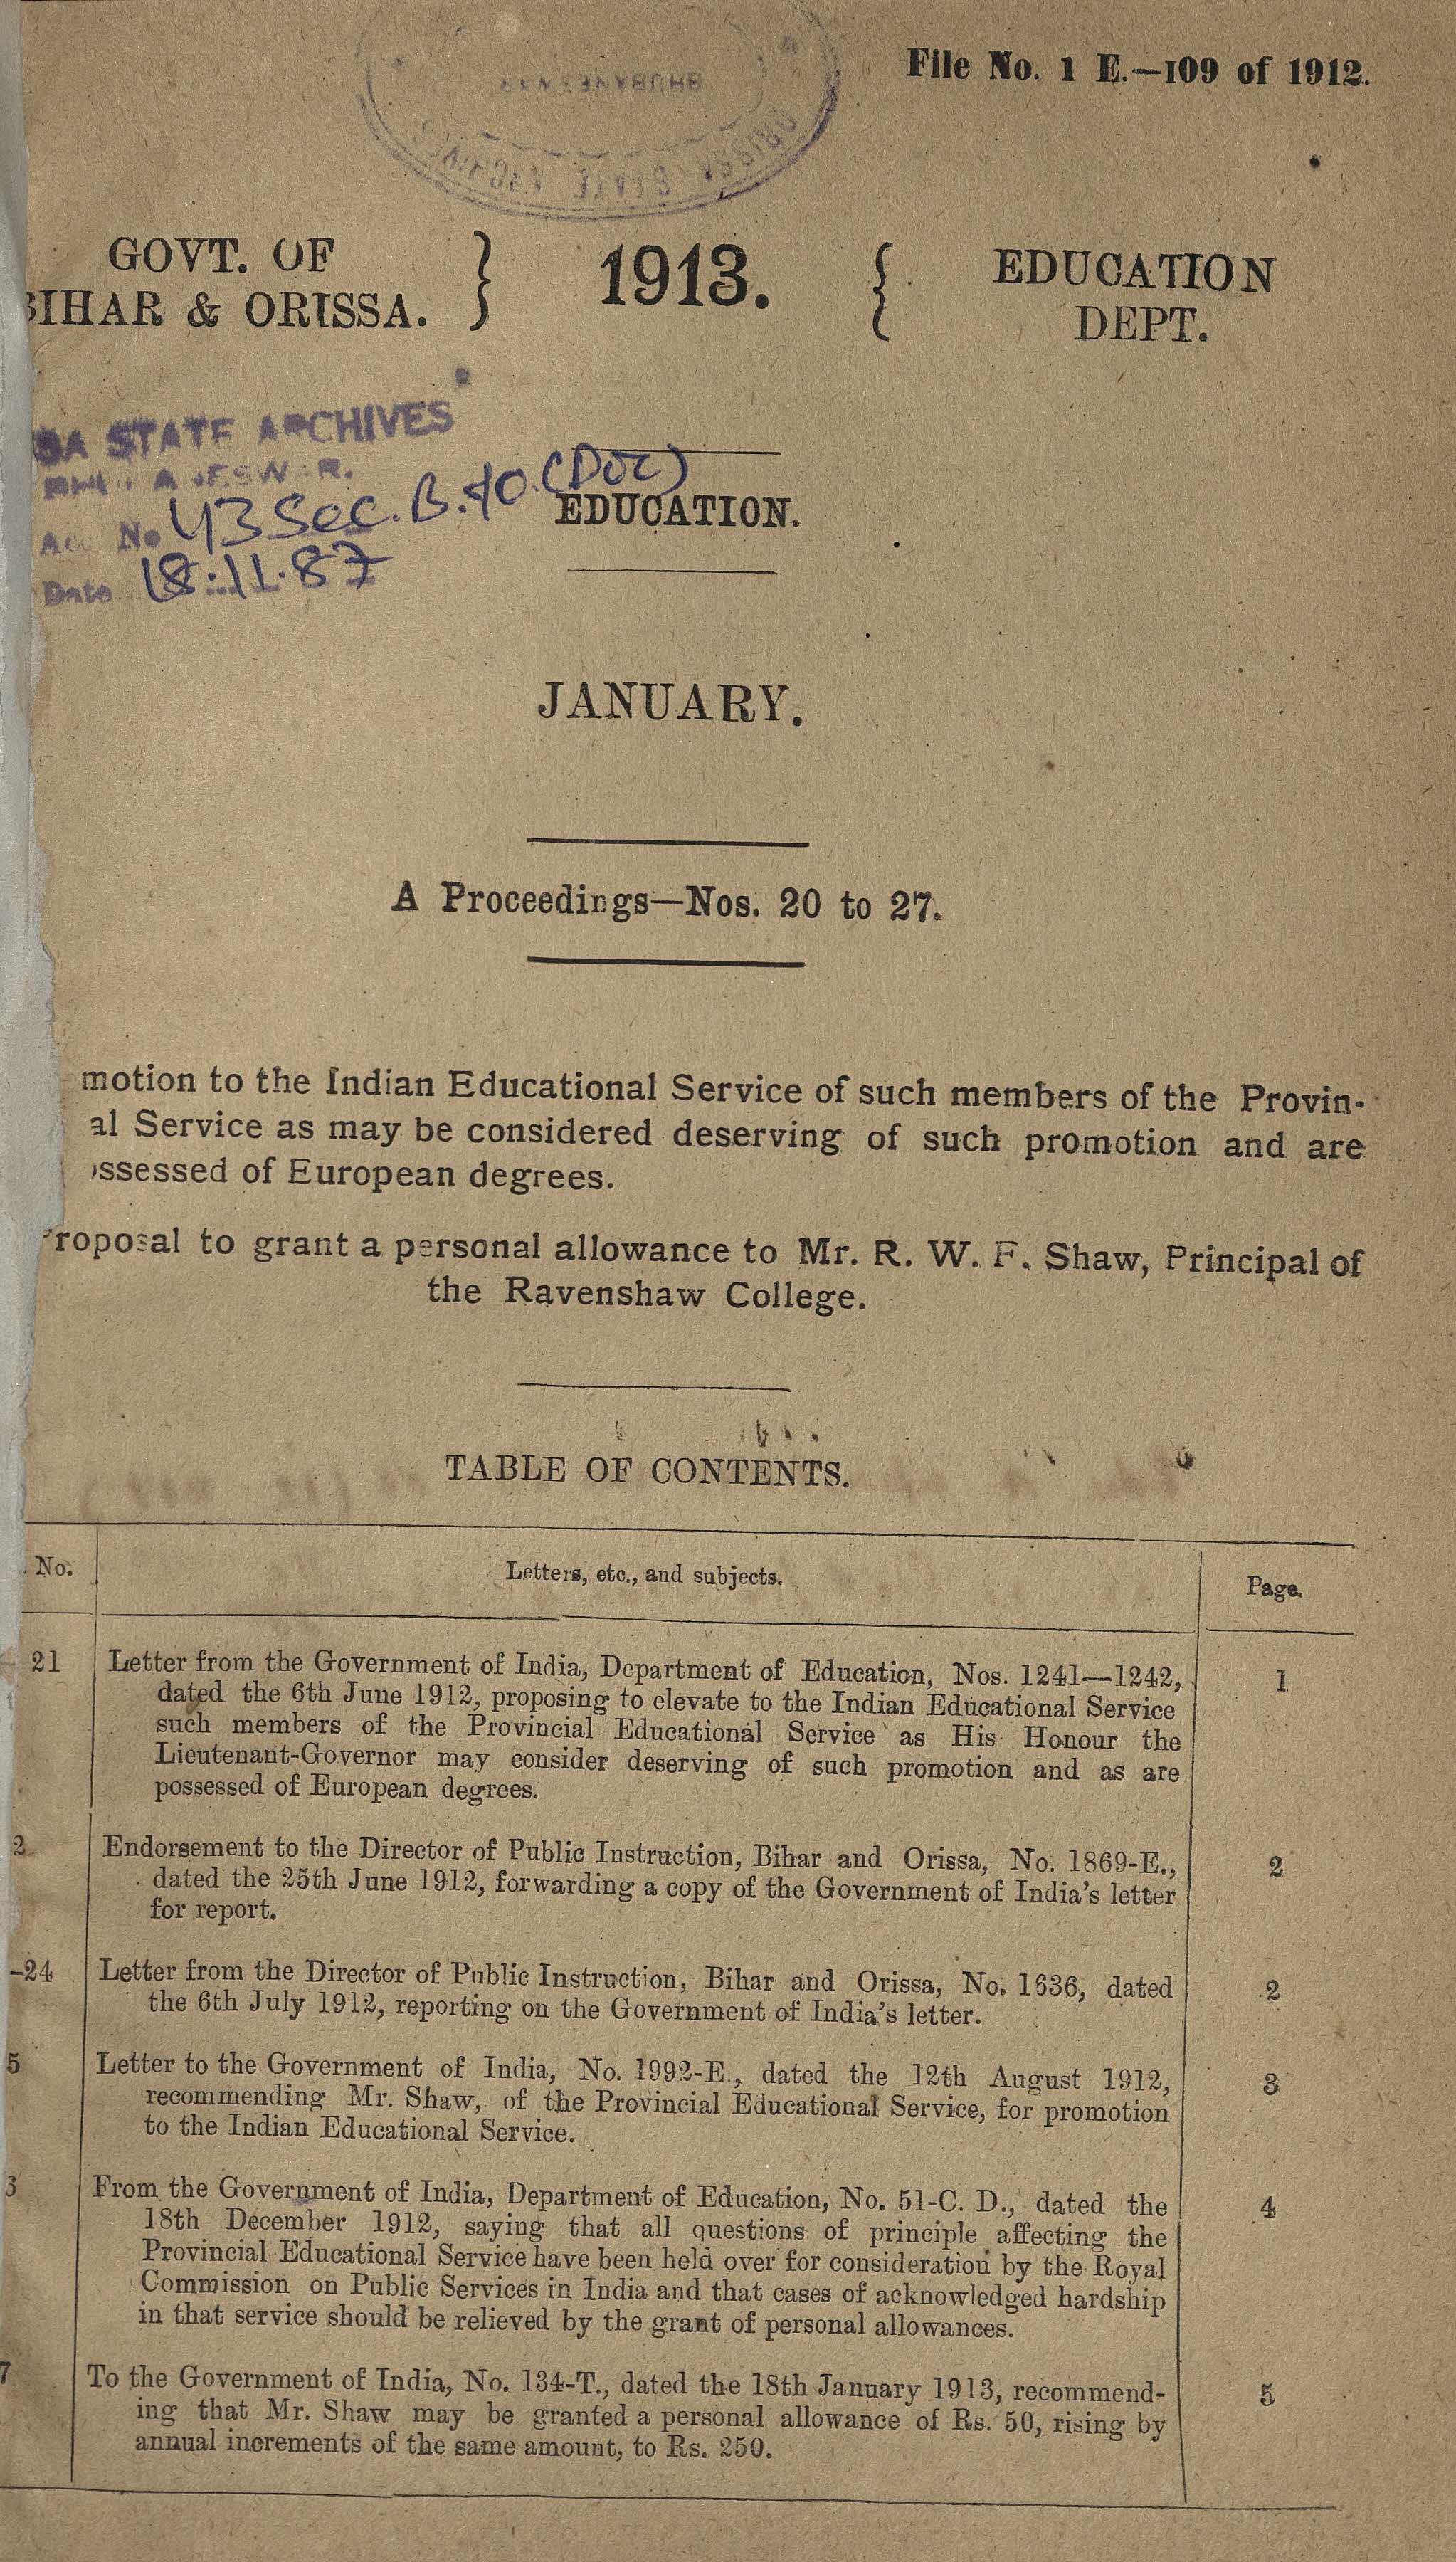 File No. 1 E.—109 of 1912.
BHUBANESWAR
ORISSA STATE ARCHIVES
GOVT. OF
BIHAR & ORISSA.
1913.
EDUCATION
DEPT.
SA STATE ARCHIVES
Acc No 43 Sec. B. (Doc)
Date 18.11.87
EDUCATION.
JANUARY.
A Proceedings—Nos. 20 to 27.
motion to the Indian Educational Service of such members of the Provin-
al Service as may be considered deserving of such promotion and are
ossessed of European degrees.
roposal to grant a personal allowance to Mr. R. W. F. Shaw, Principal of
the Ravenshaw College.
TABLE OF CONTENTS.
No. Letters, etc., and subjects. Page.
21 Letter from the Government of India, Department of Education, Nos. 1241—1242, 1
dated the 6th June 1912, proposing to elevate to the Indian Educational Service
such members of the Provincial Educational Service as His Honour the
Lieutenant-Governor may consider deserving of such promotion and as are
possessed of European degrees.
2 Endorsement to the Director of Public Instruction, Bihar and Orissa, No. 1869-E., 2
dated the 25th June 1912, forwarding a copy of the Government of India's letter
for report.
-24 Letter from the Director of Public Instruction, Bihar and Orissa, No. 1636, dated 2
the 6th July 1912, reporting on the Government of India's letter.
5 Letter to the Government of India, No. 1992-E., dated the 12th August 1912, 3
recommending Mr. Shaw, of the Provincial Educational Service, for promotion
to the Indian Educational Service.
3 From the Government of India, Department of Education, No. 51-C. D., dated the 4
18th December 1912, saying that all questions of principle affecting the
Provincial Educational Service have been held over for consideration by the Royal
Commission on Public Services in India and that cases of acknowledged hardship
in that service should be relieved by the grant of personal allowances.
7 To the Government of India, No. 134-T., dated the 18th January 1913, recommend- 5
ing that Mr. Shaw may be granted a personal allowance of Rs. 50, rising by
annual increments of the same amount, to Rs. 250.